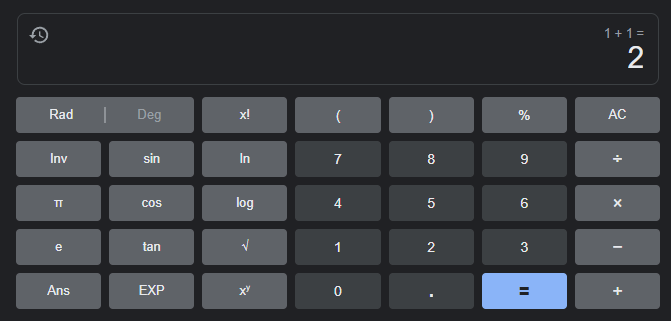 1 + 1 =
2
Rad | Deg x! ( ) % AC
Inv sin ln 7 8 9 ÷
π cos log 4 5 6 ×
e tan √ 1 2 3 −
Ans EXP xʸ 0 . = +